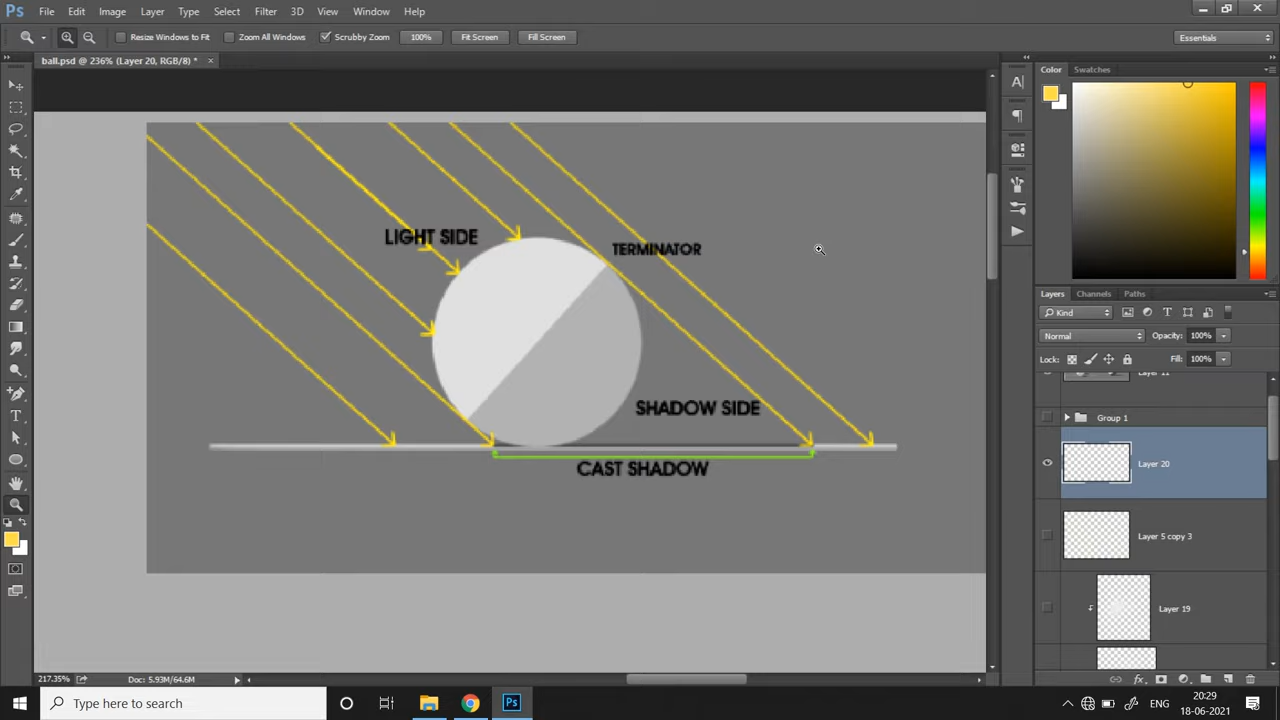 Ps File Edit Image Layer Type Select Filter 3D View Window Help
Resize Windows to Fit Zoom All Windows Scrubby Zoom 100% Fit Screen Fill Screen Essentials
ball.psd @ 236% (Layer 20, RGB/8) *
Color Swatches
LIGHT SIDE
TERMINATOR
SHADOW SIDE
CAST SHADOW
Layers Channels Paths
Kind
Normal Opacity: 100%
Lock: Fill: 100%
Layer 11
Group 1
Layer 20
Layer 5 copy 3
Layer 19
217.35% Doc: 5.93M/64.6M
Type here to search
Ps
ENG
20:29
18-06-2021